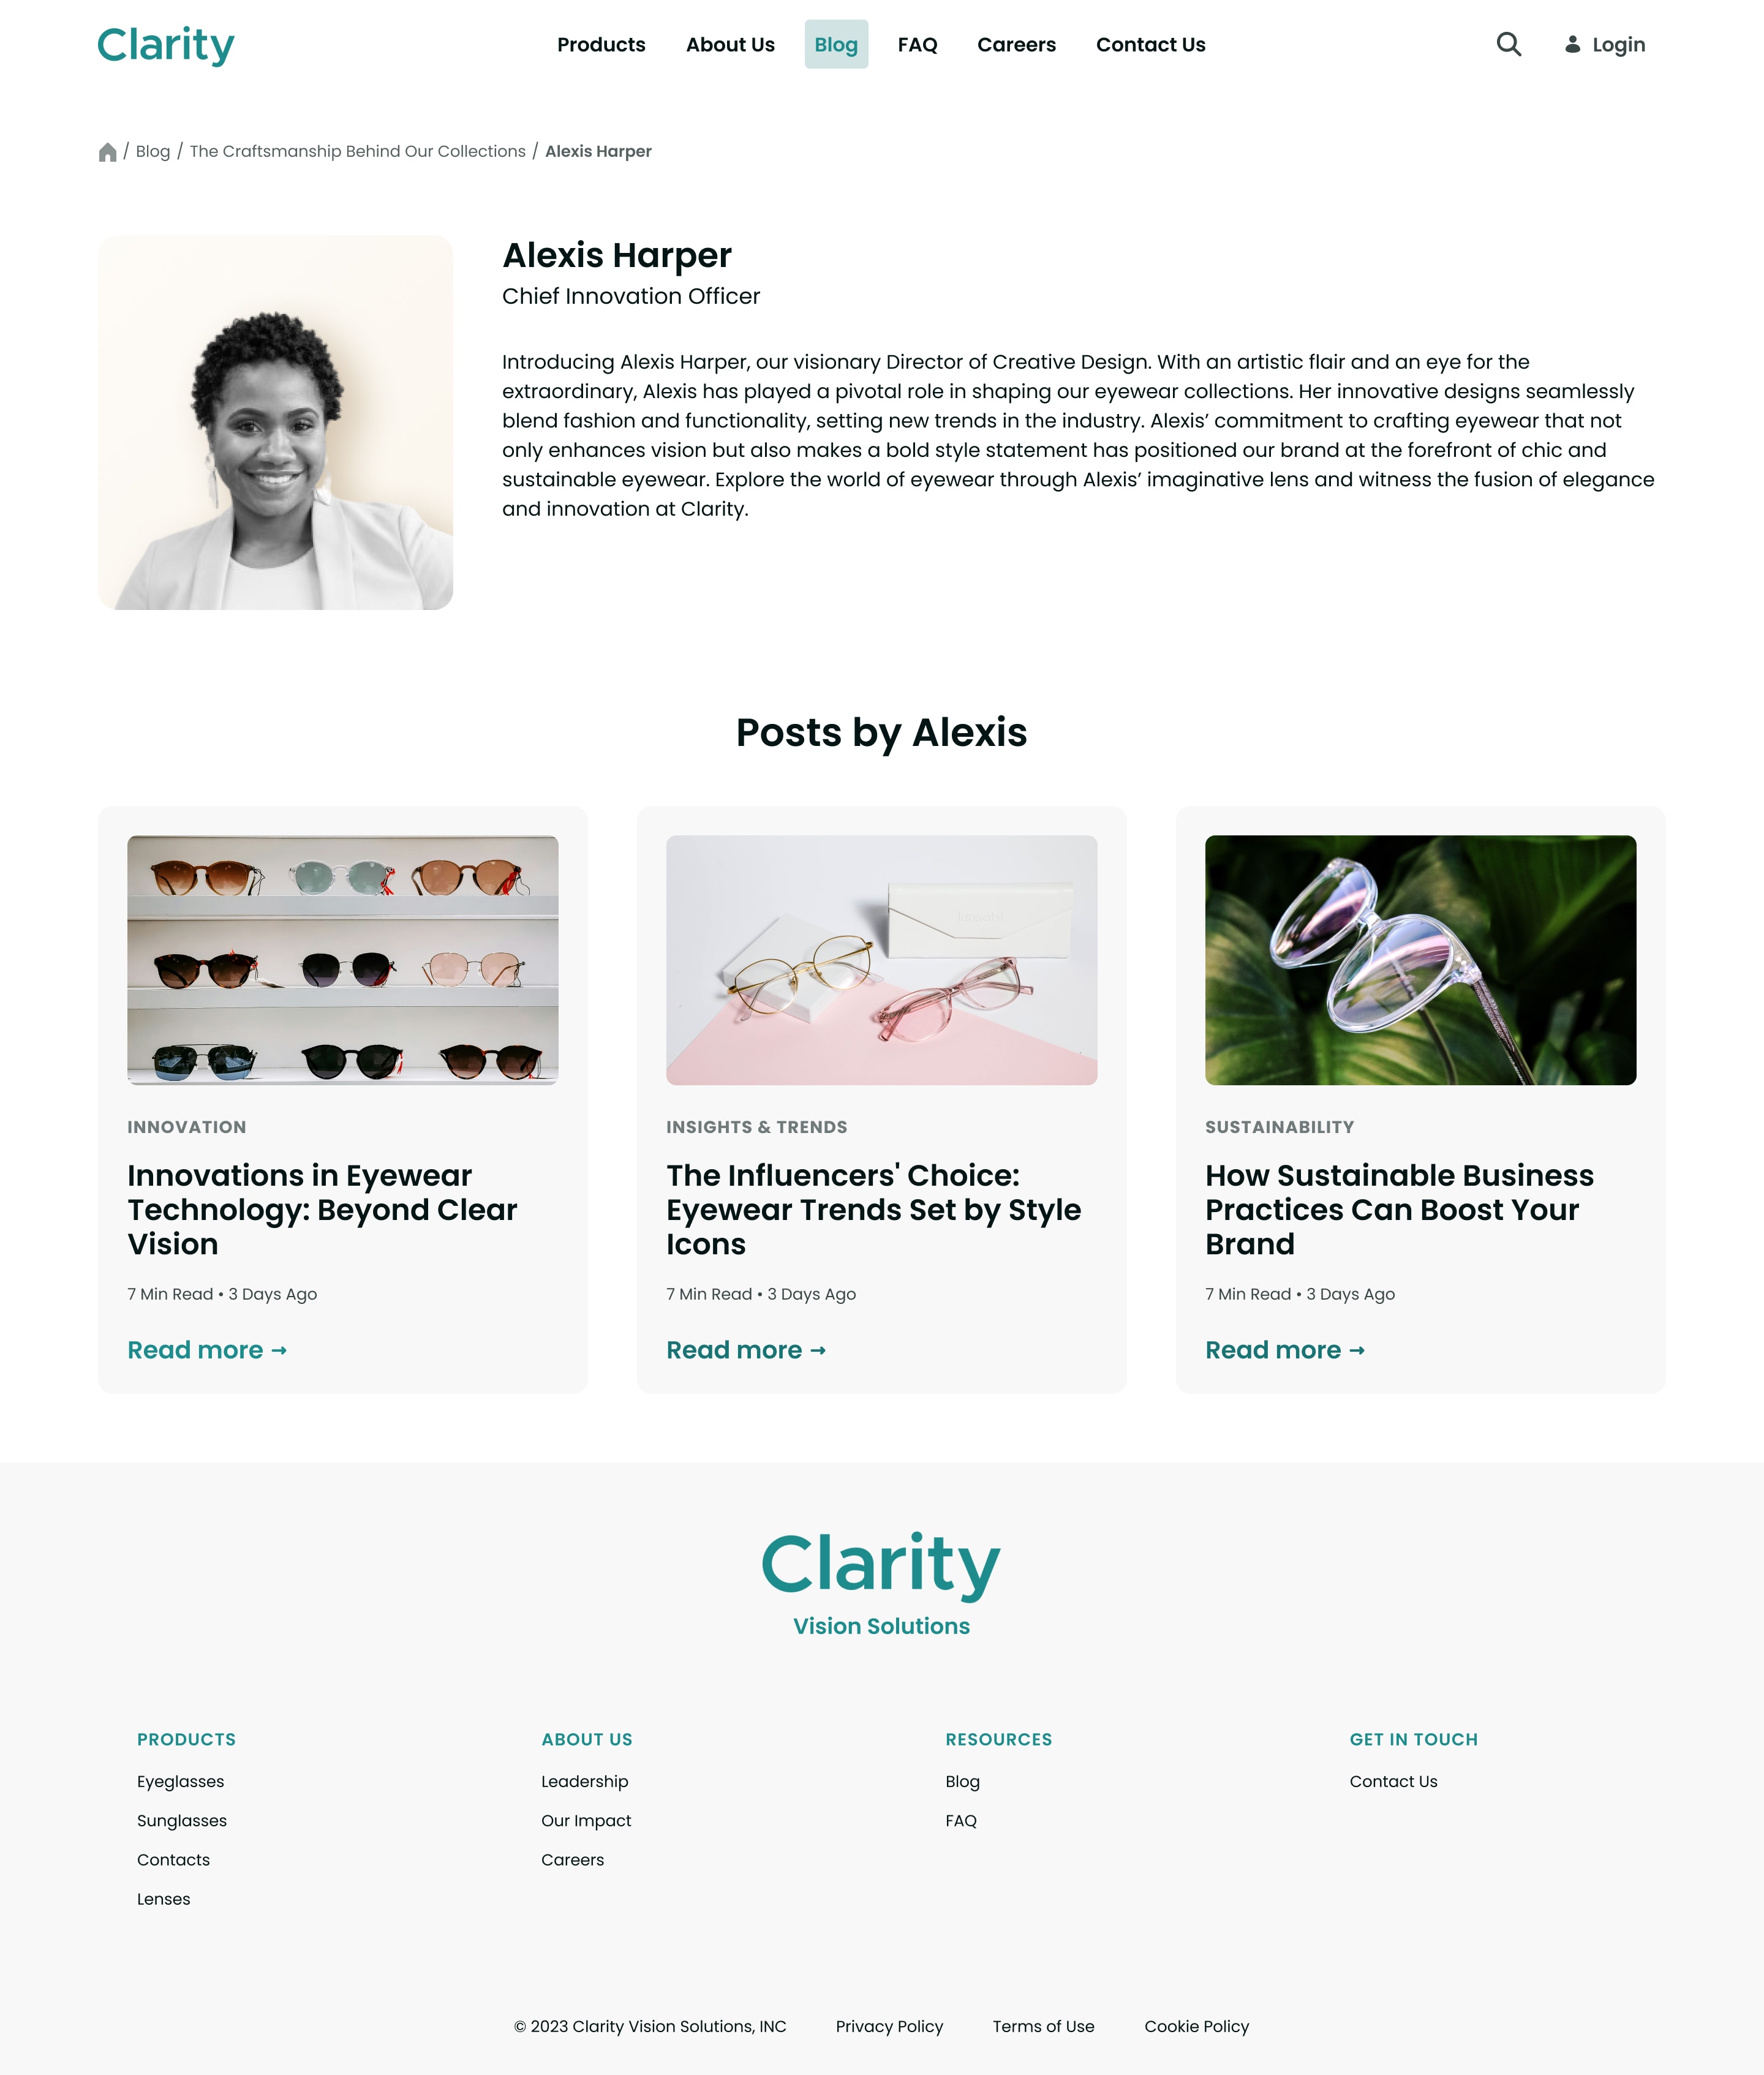 Clarity
Products
About Us
Blog
FAQ
Careers
Contact Us
Login
/ Blog / The Craftsmanship Behind Our Collections / Alexis Harper
Alexis Harper
Chief Innovation Officer
Introducing Alexis Harper, our visionary Director of Creative Design. With an artistic flair and an eye for the
extraordinary, Alexis has played a pivotal role in shaping our eyewear collections. Her innovative designs seamlessly
blend fashion and functionality, setting new trends in the industry. Alexis’ commitment to crafting eyewear that not
only enhances vision but also makes a bold style statement has positioned our brand at the forefront of chic and
sustainable eyewear. Explore the world of eyewear through Alexis’ imaginative lens and witness the fusion of elegance
and innovation at Clarity.
Posts by Alexis
INNOVATION
Innovations in Eyewear
Technology: Beyond Clear
Vision
7 Min Read • 3 Days Ago
Read more →
INSIGHTS & TRENDS
The Influencers' Choice:
Eyewear Trends Set by Style
Icons
7 Min Read • 3 Days Ago
Read more →
SUSTAINABILITY
How Sustainable Business
Practices Can Boost Your
Brand
7 Min Read • 3 Days Ago
Read more →
Clarity
Vision Solutions
PRODUCTS
Eyeglasses
Sunglasses
Contacts
Lenses
ABOUT US
Leadership
Our Impact
Careers
RESOURCES
Blog
FAQ
GET IN TOUCH
Contact Us
© 2023 Clarity Vision Solutions, INC
Privacy Policy
Terms of Use
Cookie Policy